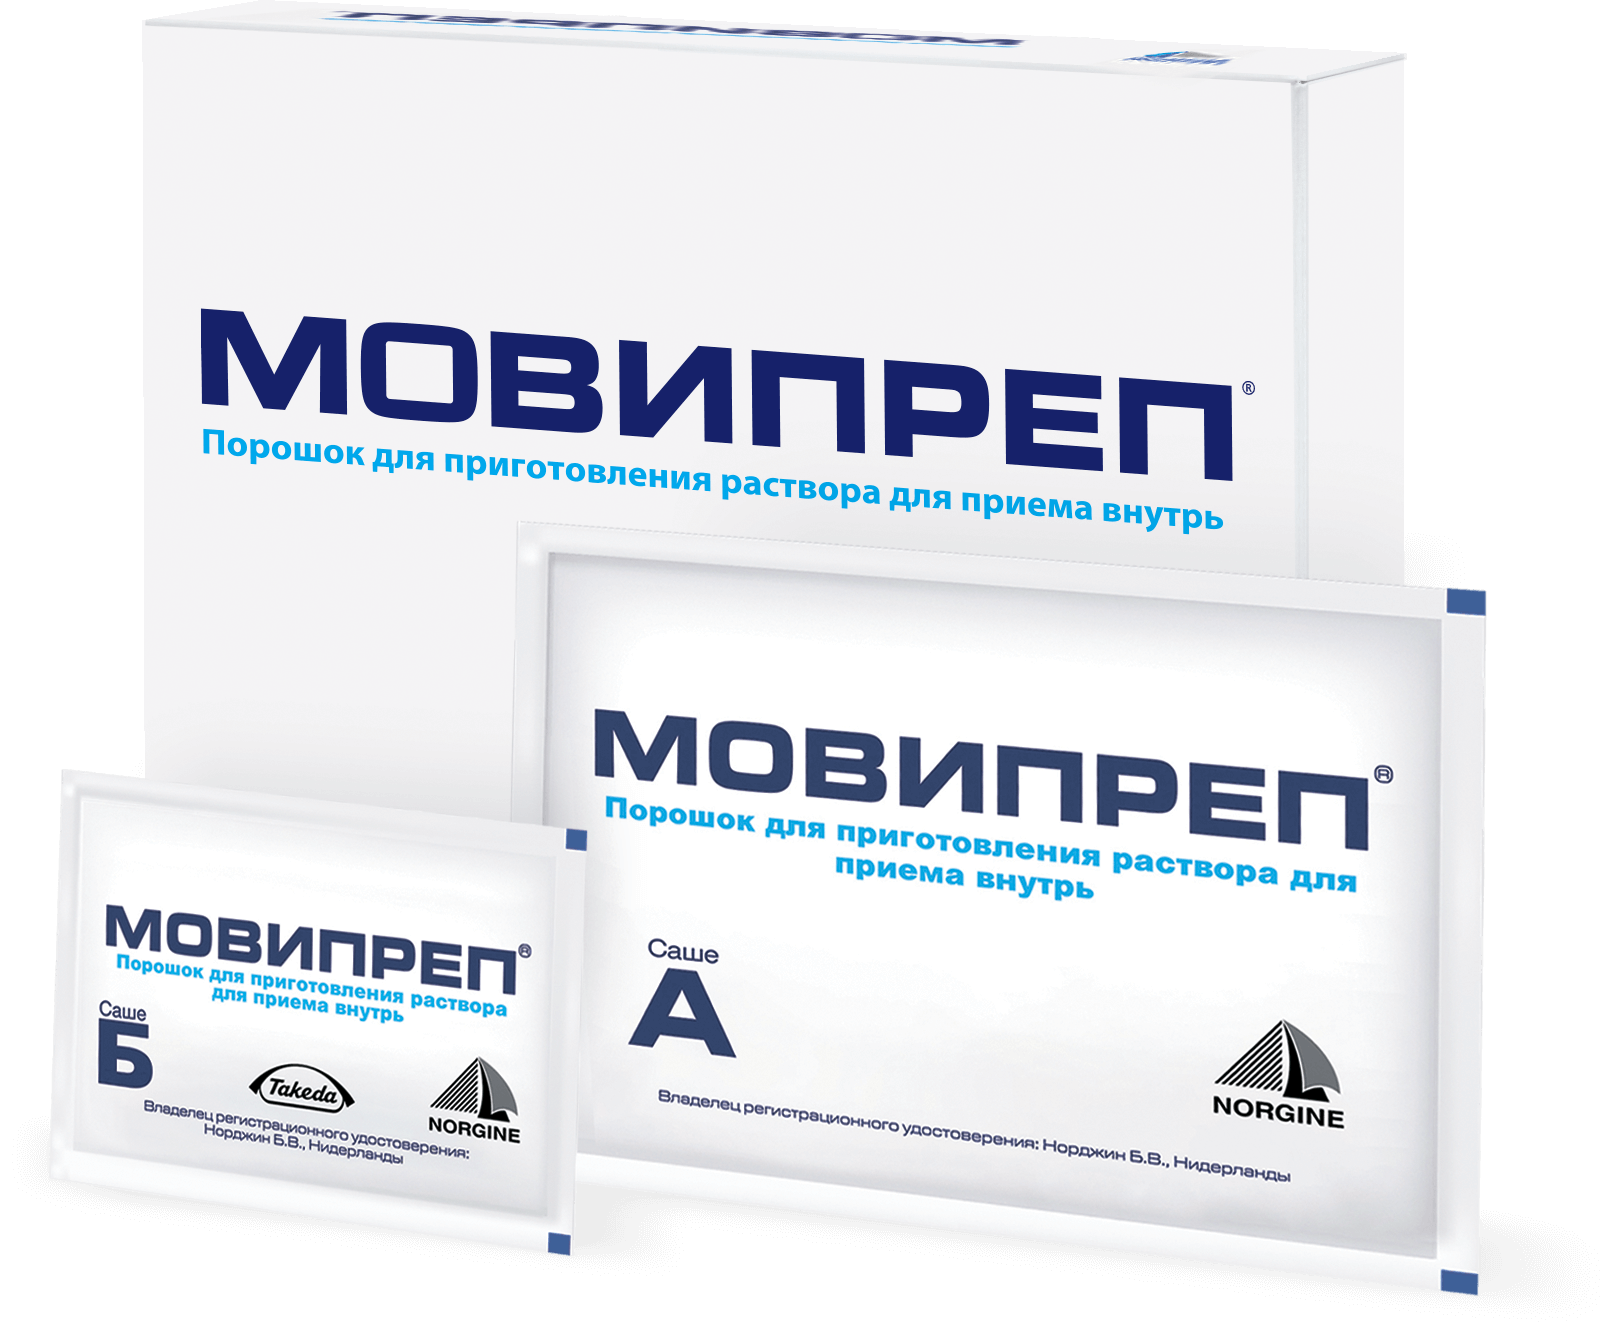 МОВИПРЕП
МОВИПРЕП®
Порошок для приготовления раствора для приема внутрь
МОВИПРЕП®
Порошок для приготовления раствора для
приема внутрь
Саше
А
NORGINE
Владелец регистрационного удостоверения: Норджин Б.В., Нидерланды
МОВИПРЕП®
Порошок для приготовления раствора
для приема внутрь
Саше
Б
Takeda
NORGINE
Владелец регистрационного удостоверения:
Норджин Б.В., Нидерланды